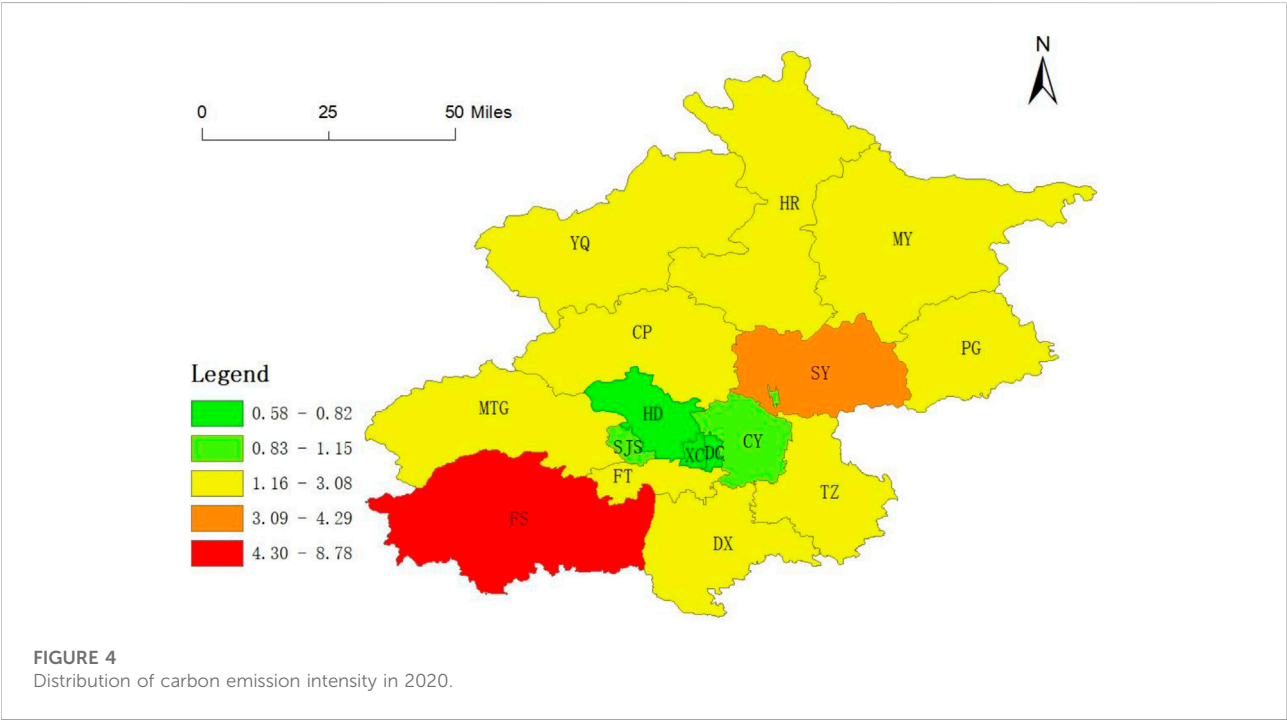 N
0 25 50 Miles
HR
YQ
MY
CP
PG
SY
Legend
MTG
0.58 - 0.82
HD
0.83 - 1.15
SJS
XC
DC
CY
FT
1.16 - 3.08
TZ
3.09 - 4.29
FS
DX
4.30 - 8.78
FIGURE 4
Distribution of carbon emission intensity in 2020.